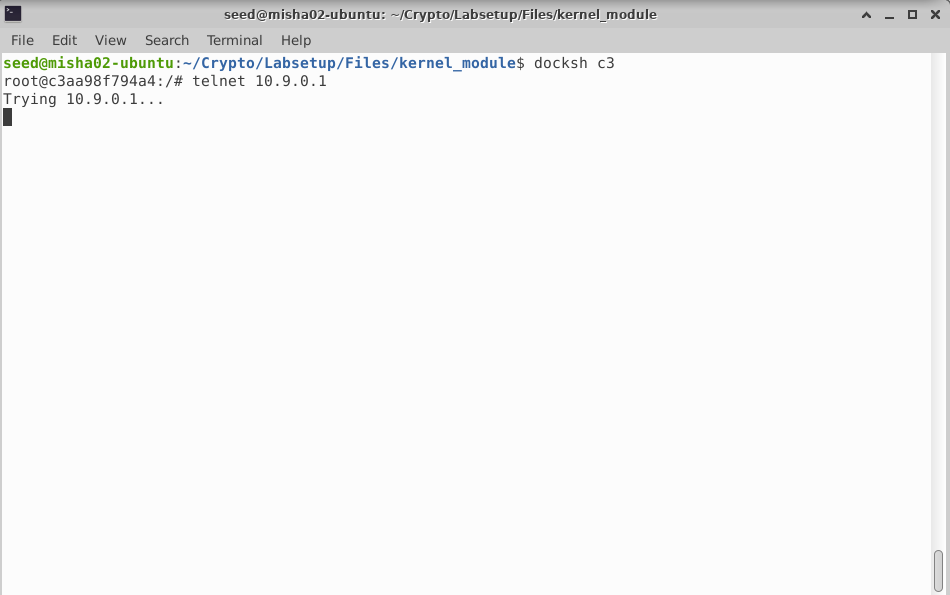 seed@misha02-ubuntu: ~/Crypto/Labsetup/Files/kernel_module
File Edit View Search Terminal Help
seed@misha02-ubuntu:~/Crypto/Labsetup/Files/kernel_module$ docksh c3
root@c3aa98f794a4:/# telnet 10.9.0.1
Trying 10.9.0.1...